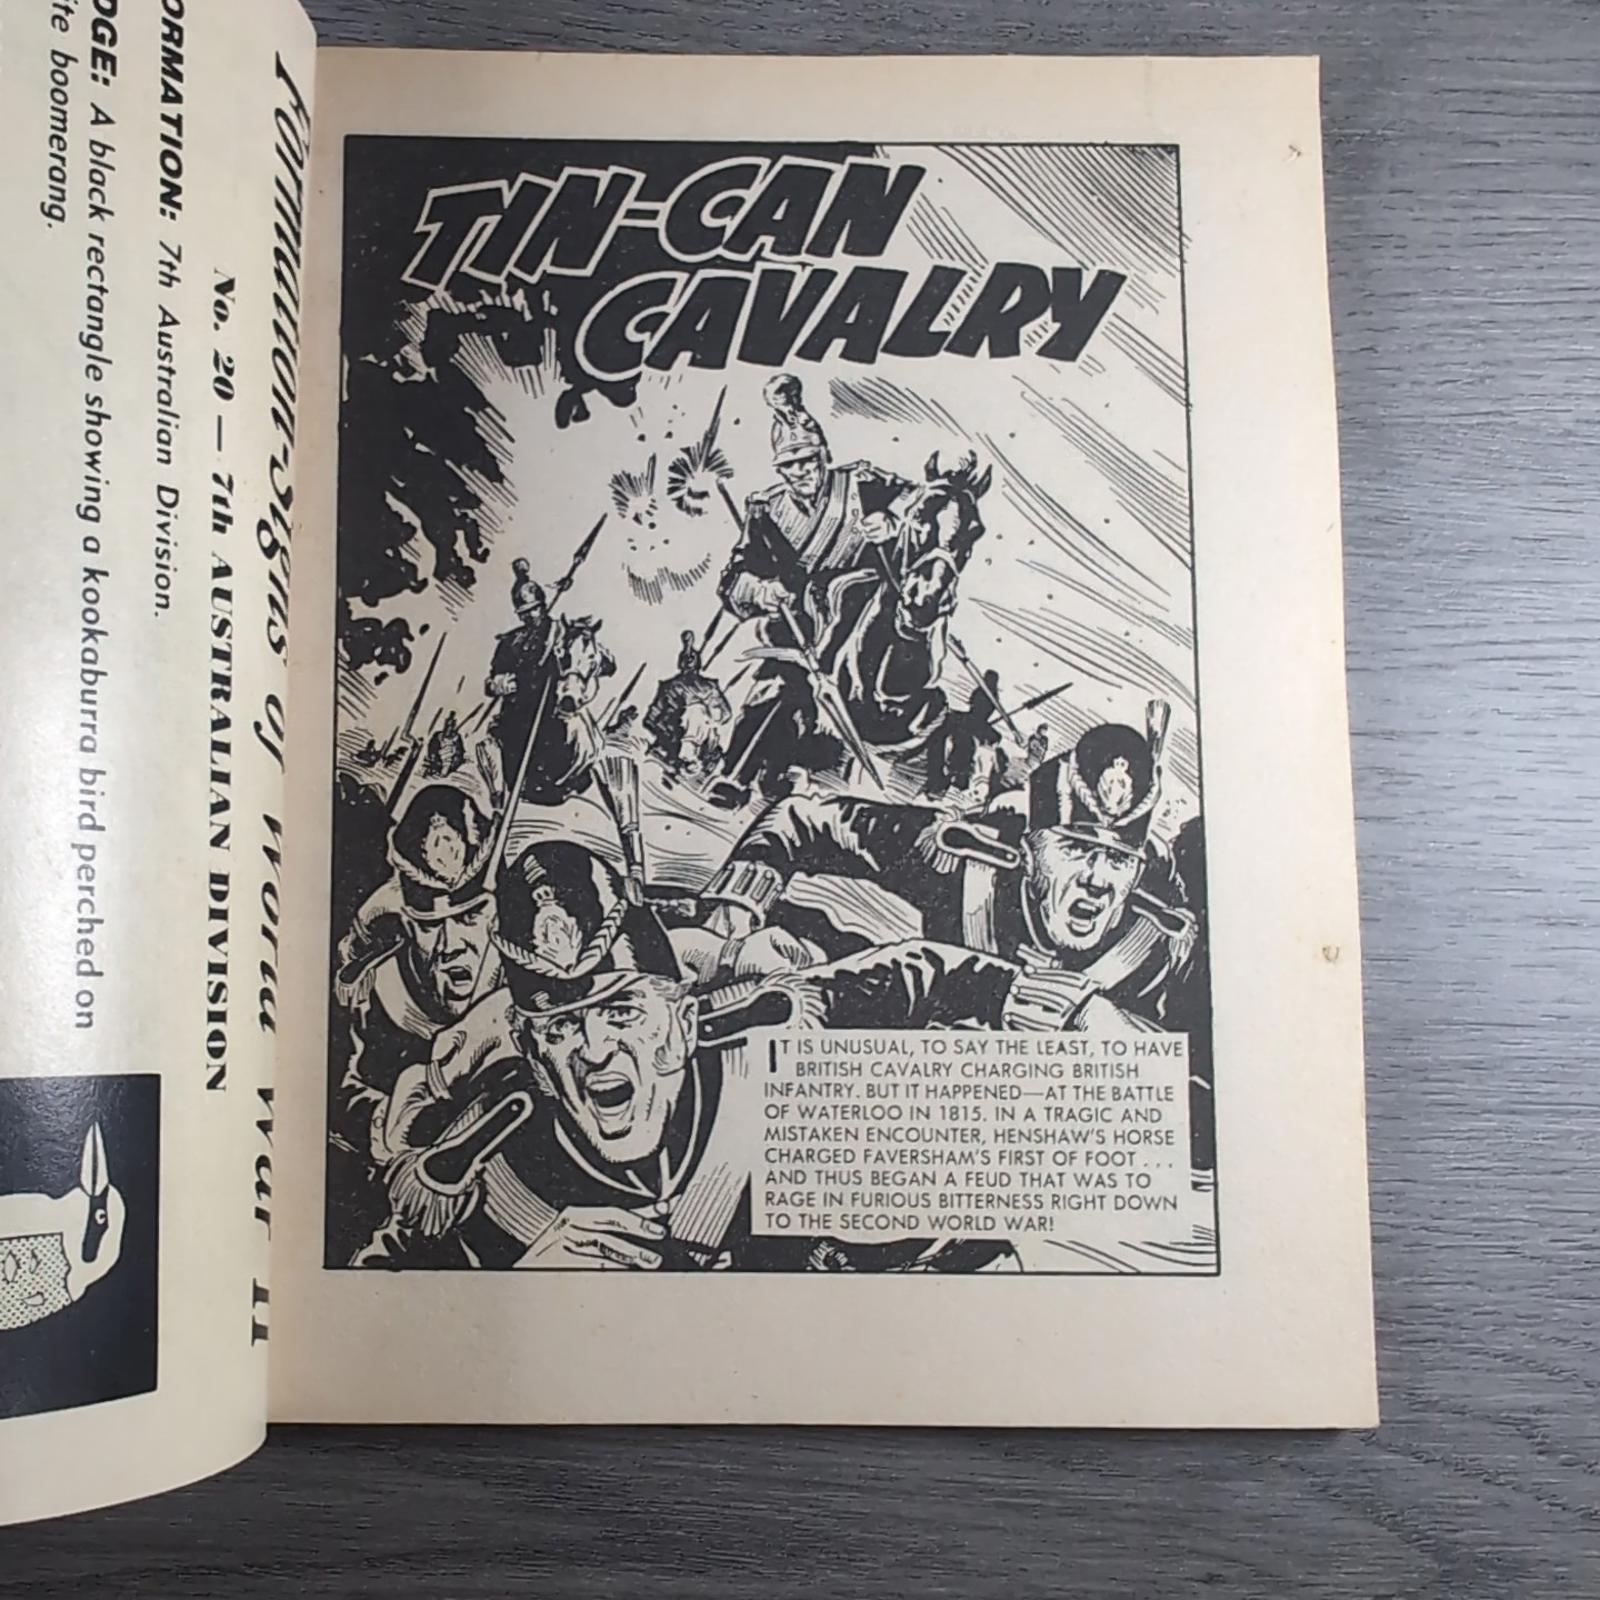 Formation-Signs of World War II
No. 20 — 7th AUSTRALIAN DIVISION
ORMATION: 7th Australian Division.
DGE: A black rectangle showing a kookaburra bird perched on
ite boomerang.
TIN-CAN
CAVALRY
IT IS UNUSUAL, TO SAY THE LEAST, TO HAVE
BRITISH CAVALRY CHARGING BRITISH
INFANTRY. BUT IT HAPPENED—AT THE BATTLE
OF WATERLOO IN 1815. IN A TRAGIC AND
MISTAKEN ENCOUNTER, HENSHAW'S HORSE
CHARGED FAVERSHAM'S FIRST OF FOOT . . .
AND THUS BEGAN A FEUD THAT WAS TO
RAGE IN FURIOUS BITTERNESS RIGHT DOWN
TO THE SECOND WORLD WAR!